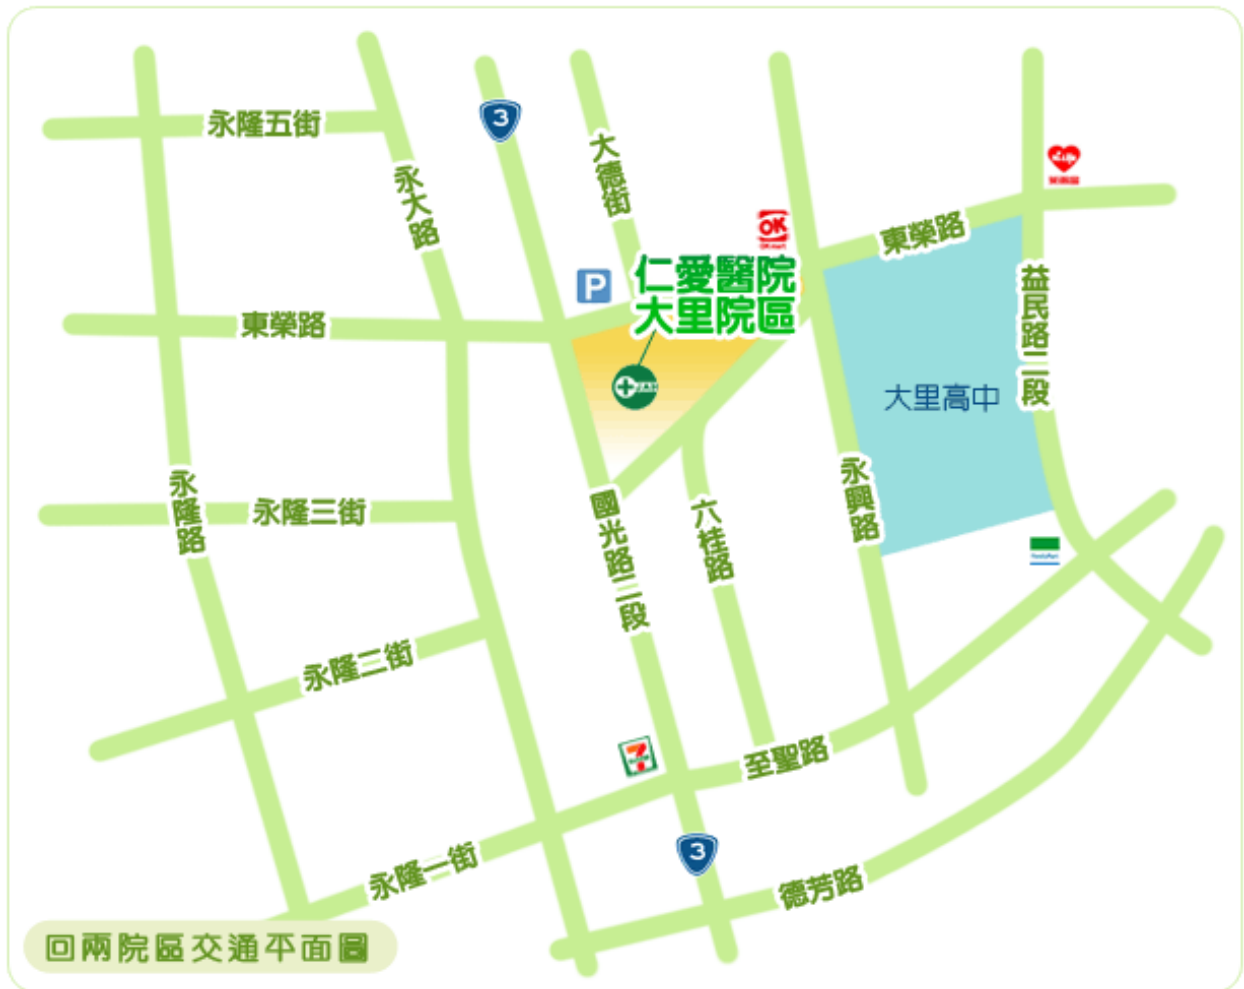 永隆五街
3
大德街
永大路
OK
東榮路
P
仁愛醫院
大里院區
東榮路
益民路二段
大里高中
永隆路
永隆三街
國光路二段
六桂路
永興路
FamilyMart
永隆二街
7
至聖路
永隆一街
3
德芳路
回兩院區交通平面圖